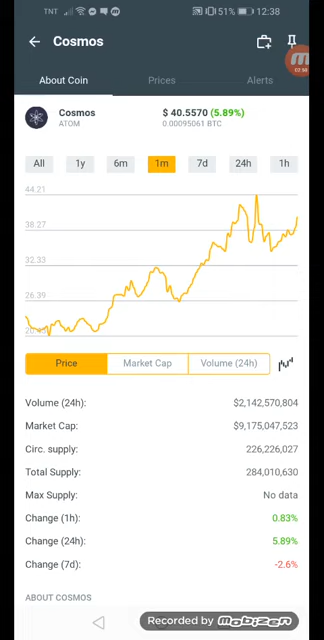 TNT 51% 12:38
Cosmos
About Coin Prices Alerts
Cosmos $ 40.5570 (5.89%)
ATOM 0.00095061 BTC
All 1y 6m 1m 7d 24h 1h
44.21
38.27
32.33
26.39
Price Market Cap Volume (24h)
Volume (24h): $2,142,570,804
Market Cap: $9,175,047,523
Circ. supply: 226,226,027
Total Supply: 284,010,630
Max Supply: No data
Change (1h): 0.83%
Change (24h): 5.89%
Change (7d): -2.6%
ABOUT COSMOS
Recorded by Mobizen